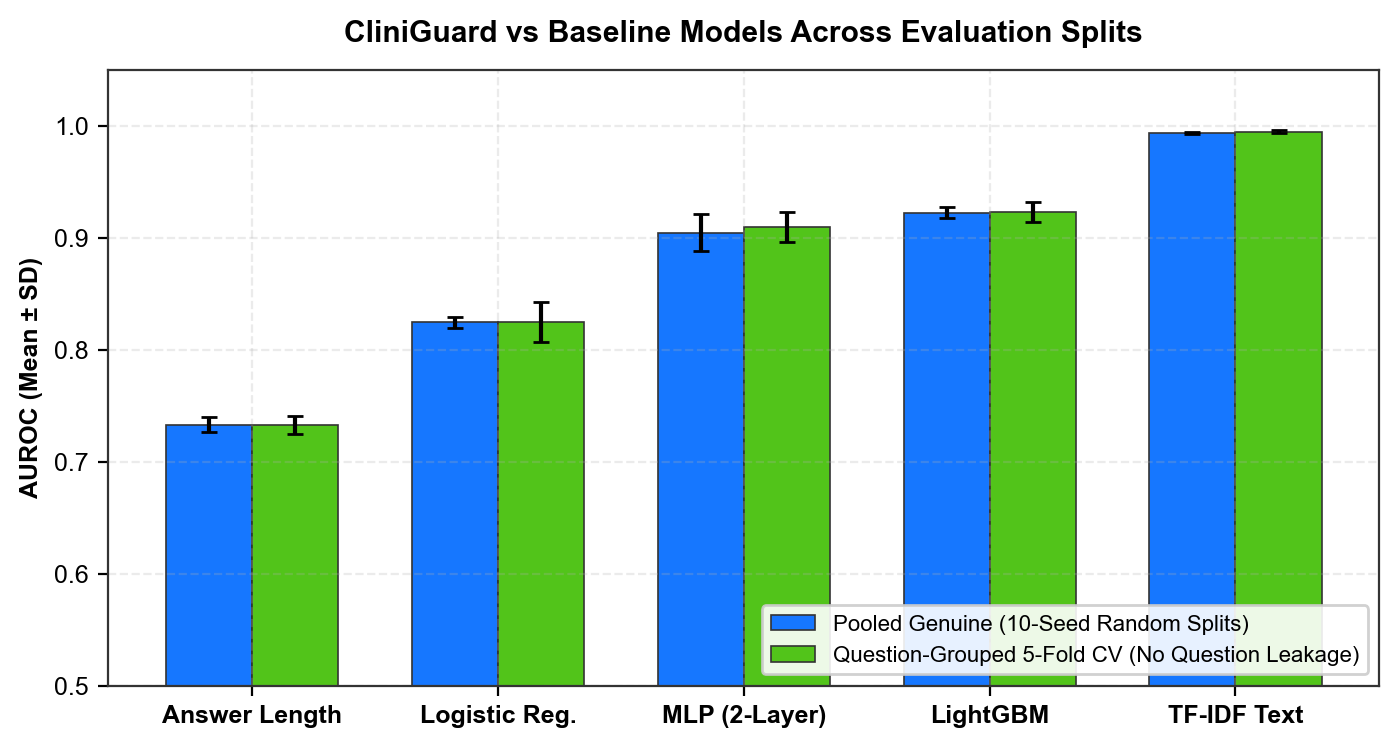 CliniGuard vs Baseline Models Across Evaluation Splits
AUROC (Mean ± SD)
1.0
0.9
0.8
0.7
0.6
0.5
Pooled Genuine (10-Seed Random Splits)
Question-Grouped 5-Fold CV (No Question Leakage)
Answer Length
Logistic Reg.
MLP (2-Layer)
LightGBM
TF-IDF Text